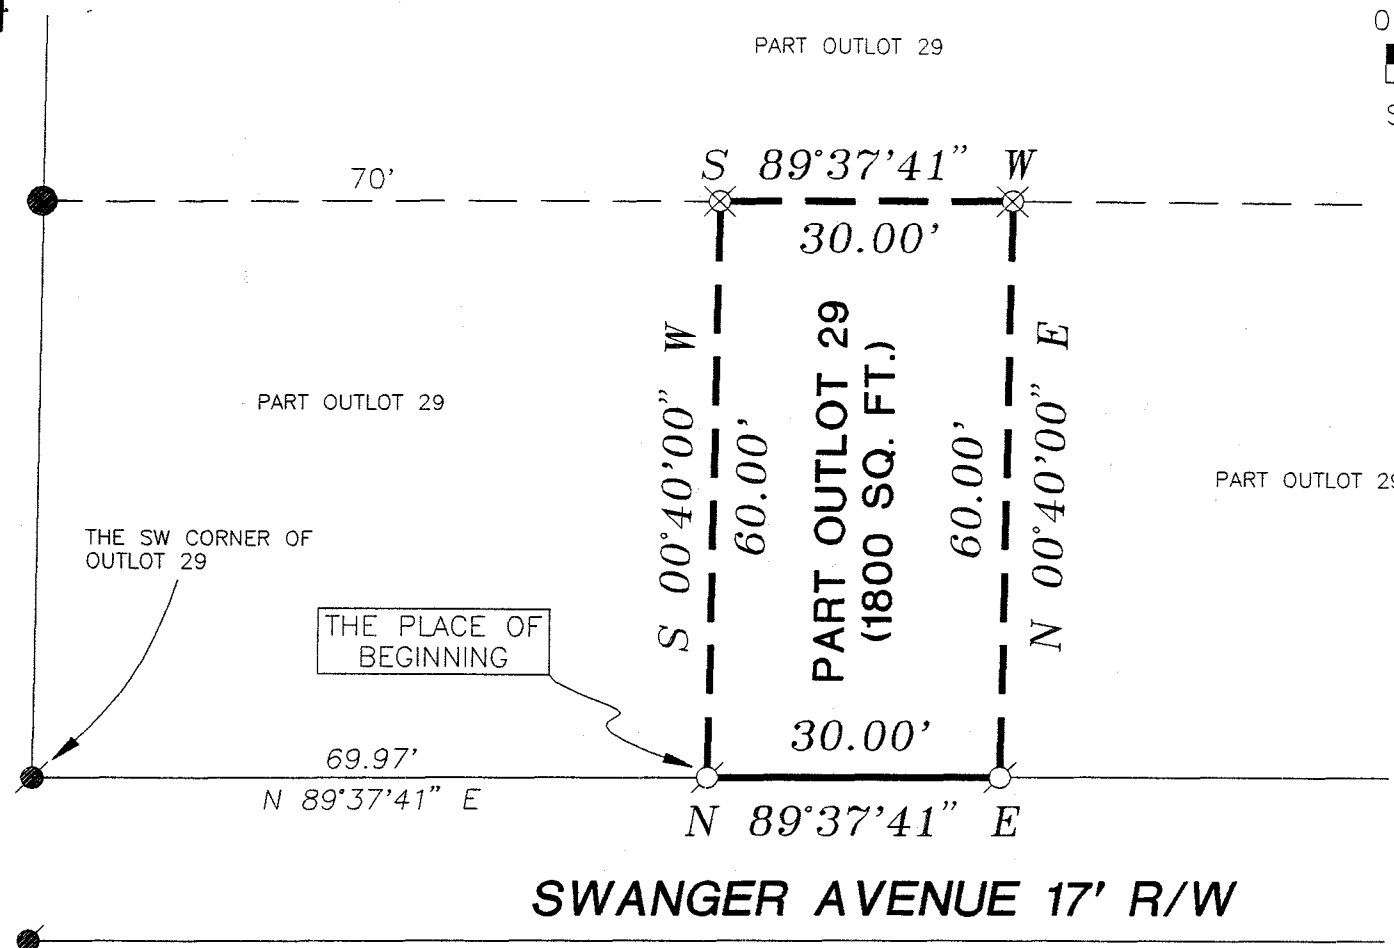 PART OUTLOT 29
S 89°37'41" W
70'
30.00'
S 00°40'00" W
60.00'
PART OUTLOT 29
(1800 SQ. FT.)
60.00'
N 00°40'00" E
PART OUTLOT 29
PART OUTLOT 29
THE SW CORNER OF
OUTLOT 29
THE PLACE OF
BEGINNING
69.97'
N 89°37'41" E
30.00'
N 89°37'41" E
SWANGER AVENUE 17' R/W